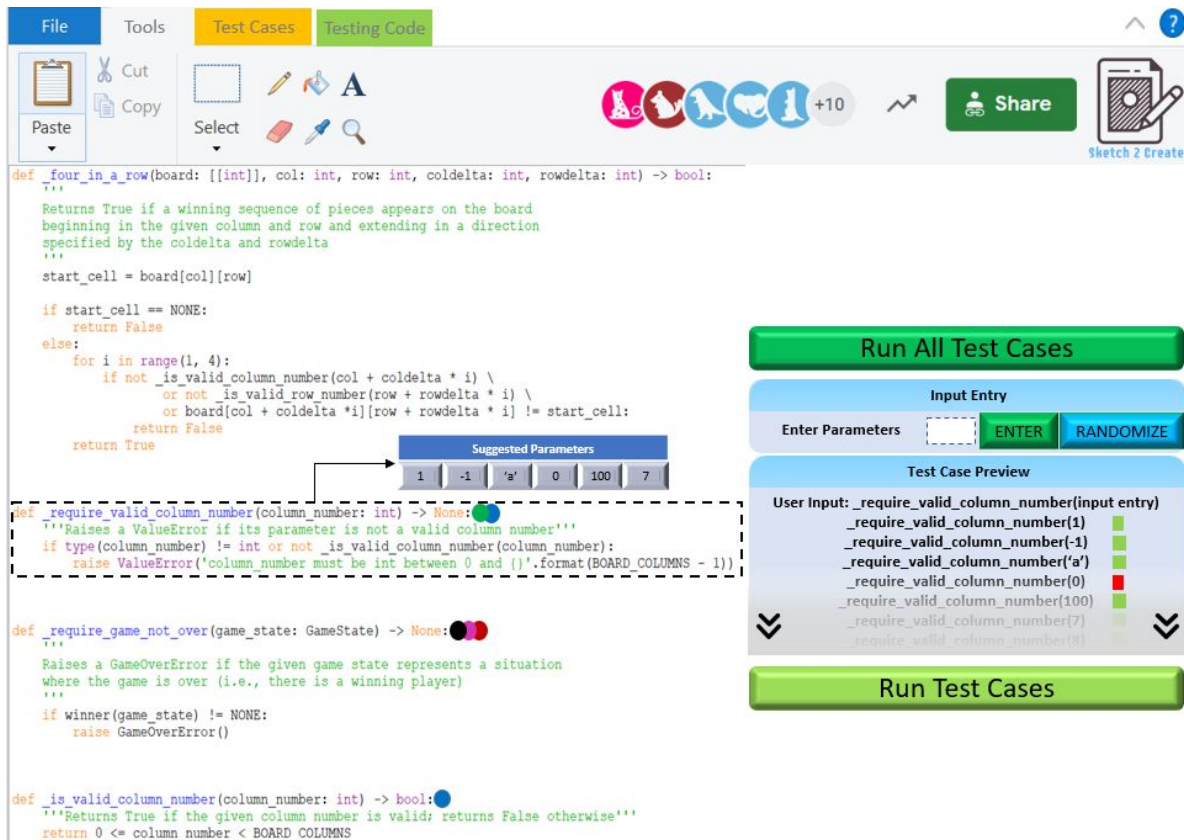 File Tools Test Cases Testing Code ?
Cut
Copy
Paste
Select
A
+10
Share
Sketch 2 Create
def _four_in_a_row(board: [[int]], col: int, row: int, coldelta: int, rowdelta: int) -> bool:
'''
Returns True if a winning sequence of pieces appears on the board
beginning in the given column and row and extending in a direction
specified by the coldelta and rowdelta
'''
start_cell = board[col][row]
if start_cell == NONE:
return False
else:
for i in range(1, 4):
if not _is_valid_column_number(col + coldelta * i) \
or not _is_valid_row_number(row + rowdelta * i) \
or board[col + coldelta *i][row + rowdelta * i] != start_cell:
return False
return True
Suggested Parameters
1 -1 'a' 0 100 7
def _require_valid_column_number(column_number: int) -> None:
'''Raises a ValueError if its parameter is not a valid column number'''
if type(column_number) != int or not _is_valid_column_number(column_number):
raise ValueError('column_number must be int between 0 and {}'.format(BOARD_COLUMNS - 1))
def _require_game_not_over(game_state: GameState) -> None:
'''
Raises a GameOverError if the given game state represents a situation
where the game is over (i.e., there is a winning player)
'''
if winner(game_state) != NONE:
raise GameOverError()
def _is_valid_column_number(column_number: int) -> bool:
'''Returns True if the given column number is valid; returns False otherwise'''
return 0 <= column_number < BOARD_COLUMNS
Run All Test Cases
Input Entry
Enter Parameters ENTER RANDOMIZE
Test Case Preview
User Input: _require_valid_column_number(input entry)
_require_valid_column_number(1)
_require_valid_column_number(-1)
_require_valid_column_number('a')
_require_valid_column_number(0)
_require_valid_column_number(100)
_require_valid_column_number(7)
_require_valid_column_number(8)
Run Test Cases